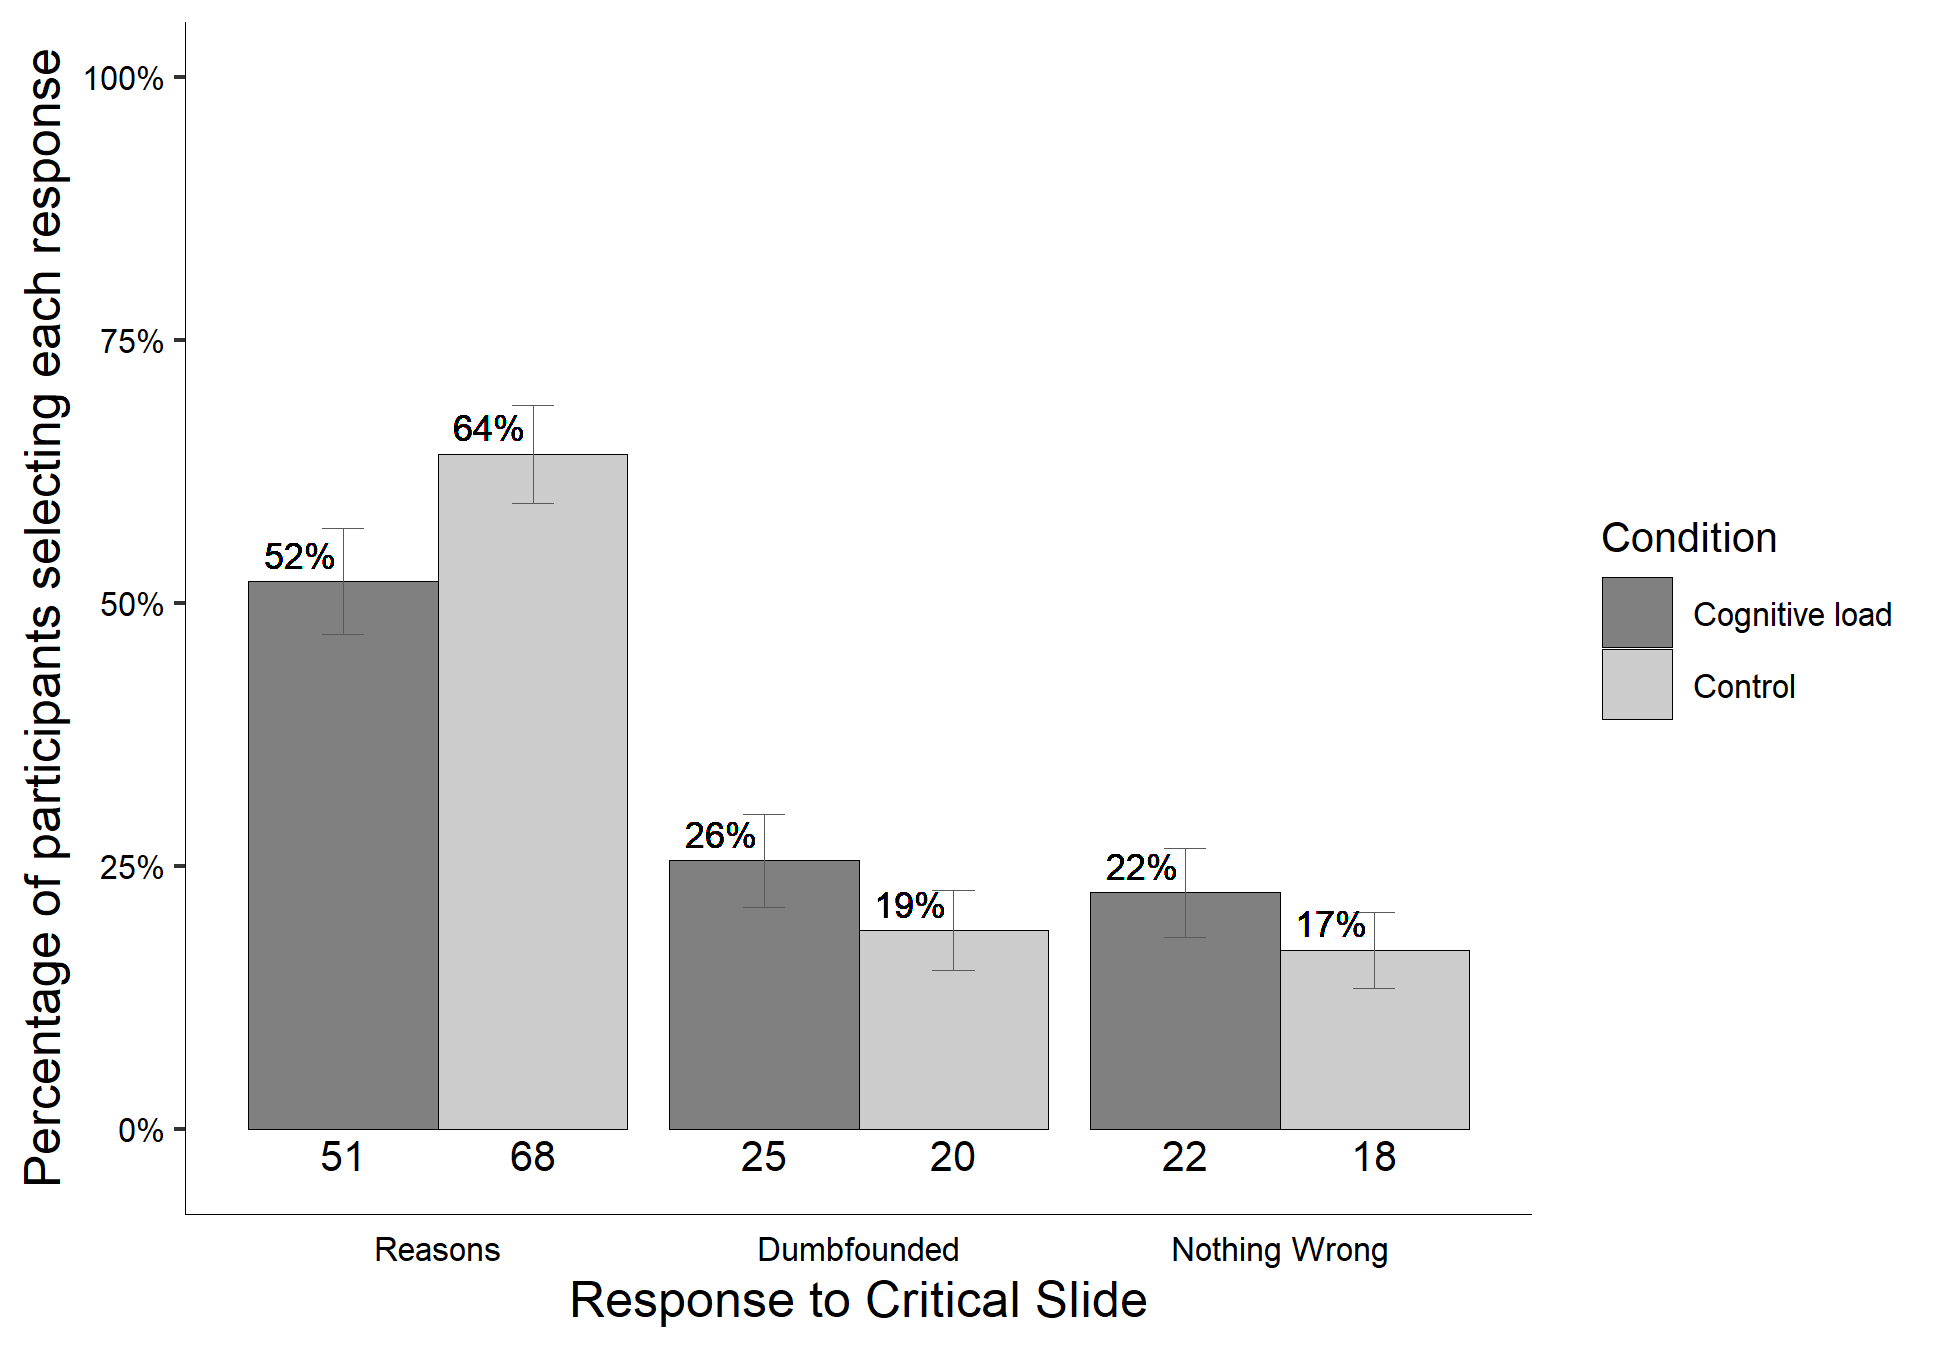 Percentage of participants selecting each response
100%
75%
50%
25%
0%
52%
64%
26%
19%
22%
17%
51
68
25
20
22
18
Reasons
Dumbfounded
Nothing Wrong
Response to Critical Slide
Condition
Cognitive load
Control